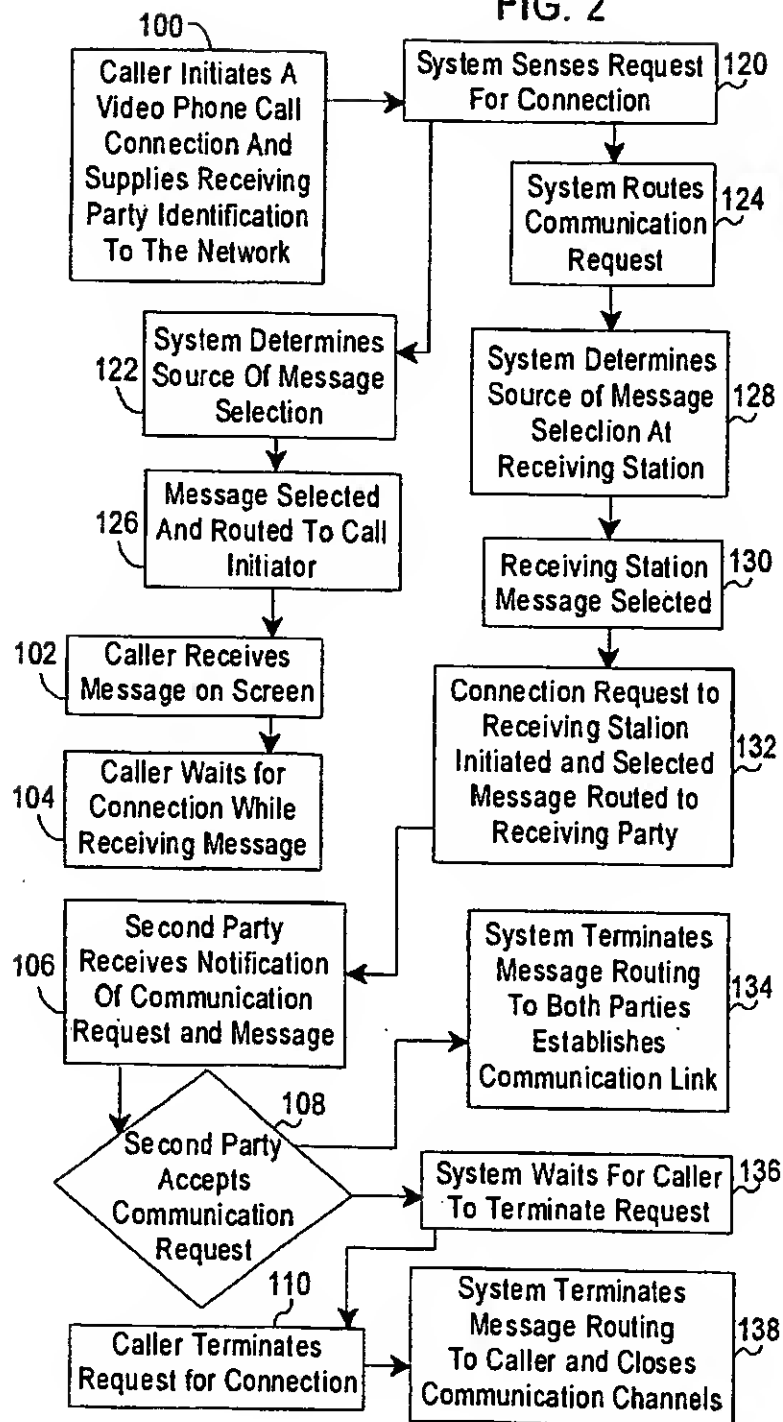 FIG. 2
100
Caller Initiates A
Video Phone Call
Connection And
Supplies Receiving
Party Identification
To The Network
System Senses Request
For Connection
120
System Routes
Communication
Request
124
System Determines
Source Of Message
Selection
122
System Determines
Source of Message
Selection At
Receiving Station
128
Message Selected
And Routed To Call
Initiator
126
Receiving Station
Message Selected
130
102
Caller Receives
Message on Screen
Connection Request to
Receiving Station
Initiated and Selected
Message Routed to
Receiving Party
132
104
Caller Waits for
Connection While
Receiving Message
106
Second Party
Receives Notification
Of Communication
Request and Message
System Terminates
Message Routing
To Both Parties
Establishes
Communication Link
134
108
Second Party
Accepts
Communication
Request
System Waits For Caller
To Terminate Request
136
110
Caller Terminates
Request for Connection
System Terminates
Message Routing
To Caller and Closes
Communication Channels
138